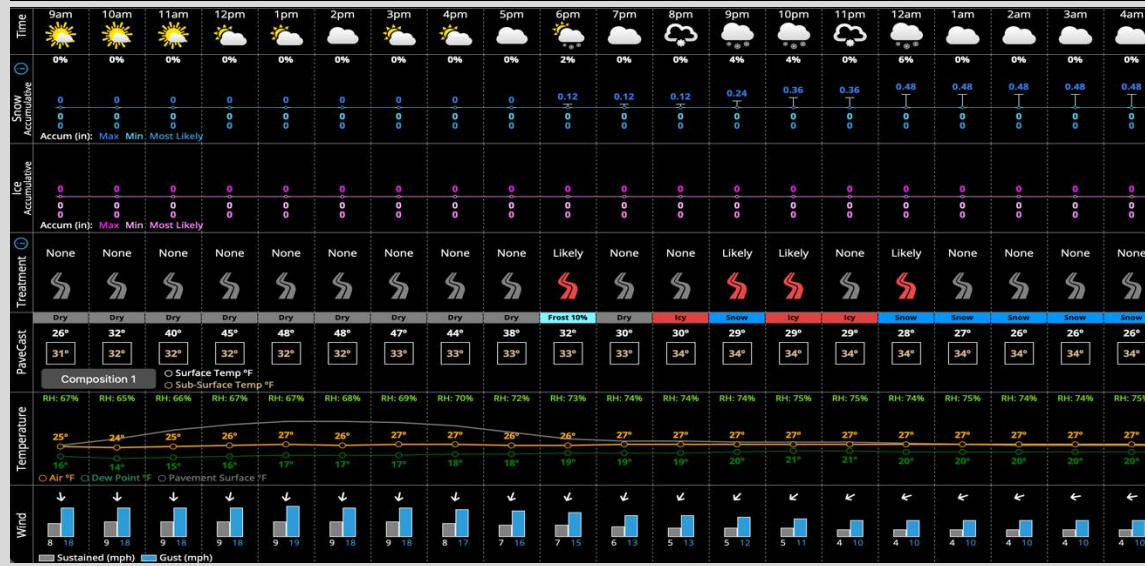 Time 9am 10am 11am 12pm 1pm 2pm 3pm 4pm 5pm 6pm 7pm 8pm 9pm 10pm 11pm 12am 1am 2am 3am 4am
0% 0% 0% 0% 0% 0% 0% 0% 0% 2% 0% 0% 4% 4% 0% 6% 0% 0% 0% 0%
Snow Accumulative
0 0 0 0 0 0 0 0 0 0.12 0.12 0.12 0.24 0.36 0.36 0.48 0.48 0.48 0.48 0.48
0 0 0 0 0 0 0 0 0 0 0 0 0 0 0 0 0 0 0 0
0 0 0 0 0 0 0 0 0 0 0 0 0 0 0 0 0 0 0 0
Accum (in): Max Min Most Likely
Ice Accumulative
0 0 0 0 0 0 0 0 0 0 0 0 0 0 0 0 0 0 0 0
0 0 0 0 0 0 0 0 0 0 0 0 0 0 0 0 0 0 0 0
0 0 0 0 0 0 0 0 0 0 0 0 0 0 0 0 0 0 0 0
Accum (in): Max Min Most Likely
Treatment
None None None None None None None None None Likely None None Likely Likely None Likely None None None None
Dry Dry Dry Dry Dry Dry Dry Dry Dry Frost 10% Dry Icy Snow Icy Icy Snow Snow Snow Snow Snow
PaveCast
26° 32° 40° 45° 48° 48° 47° 44° 38° 32° 30° 30° 29° 29° 29° 28° 27° 26° 26° 26°
31° 32° 32° 32° 32° 32° 33° 33° 33° 33° 33° 34° 34° 34° 34° 34° 34° 34° 34° 34°
Composition 1
Surface Temp °F
Sub-Surface Temp °F
Temperature
RH: 67% RH: 65% RH: 66% RH: 67% RH: 67% RH: 68% RH: 69% RH: 70% RH: 72% RH: 73% RH: 74% RH: 74% RH: 74% RH: 75% RH: 75% RH: 74% RH: 75% RH: 74% RH: 74% RH: 75%
25° 24° 25° 26° 27° 26° 27° 27° 26° 26° 27° 27° 27° 27° 27° 27° 27° 27° 27° 27°
16° 14° 15° 16° 17° 17° 17° 18° 18° 19° 19° 19° 20° 21° 21° 20° 20° 20° 20° 20°
Air °F Dew Point °F Pavement Surface °F
Wind
8 18 9 18 9 18 9 18 9 19 9 18 9 18 8 17 7 16 7 15 6 13 5 13 5 12 5 11 4 10 4 10 4 10 4 10 4 10 4 10
Sustained (mph) Gust (mph)